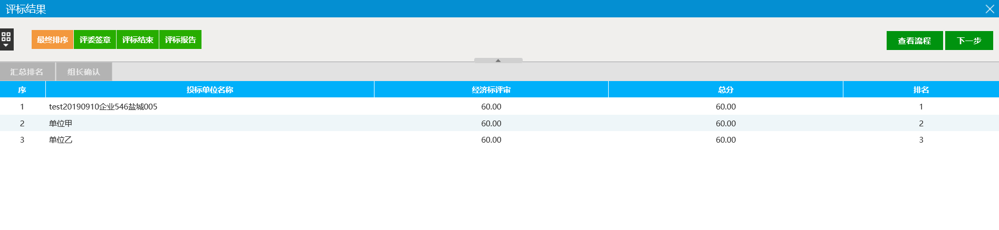 评标结果
最终排序 评委签章 评标结束 评标报告 查看流程 下一步
汇总排名 组长确认
序 投标单位名称 经济标评审 总分 排名
1 test20190910企业546盐城005 60.00 60.00 1
2 单位甲 60.00 60.00 2
3 单位乙 60.00 60.00 3